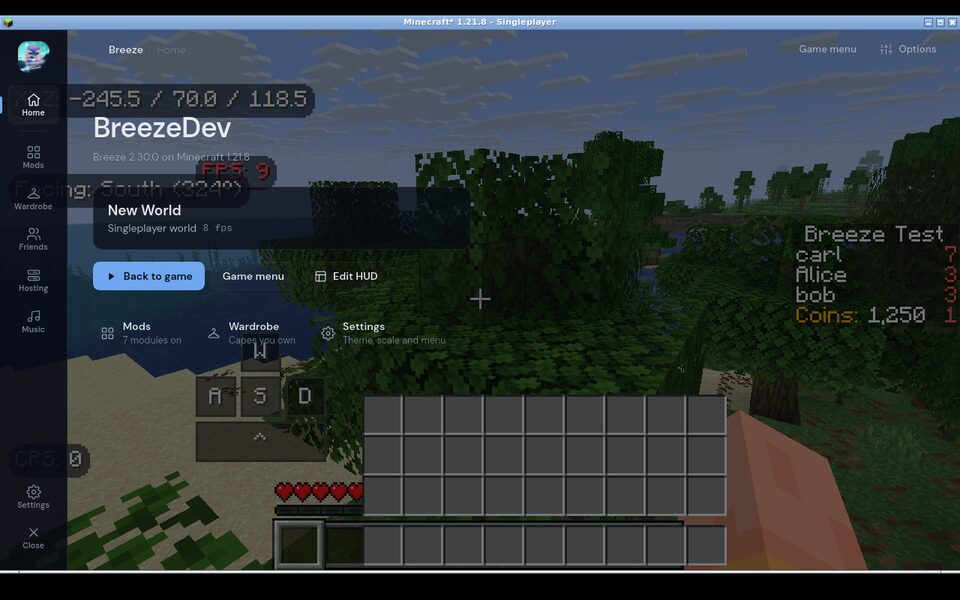 Minecraft* 1.21.8 - Singleplayer
Breeze / Home
Game menu
Options
-245.5 / 70.0 / 118.5
Home
BreezeDev
Breeze 2.30.0 on Minecraft 1.21.8
FPS: 9
Mods
Facing: South (324°)
Wardrobe
New World
Singleplayer world 8 fps
Friends
Breeze Test
carl 7
Alice 3
bob 3
Coins: 1,250 1
Hosting
Back to game
Game menu
Edit HUD
Music
Mods
7 modules on
Wardrobe
Capes you own
Settings
Theme, scale and menu
W
A S D
^
CPS: 0
Settings
Close